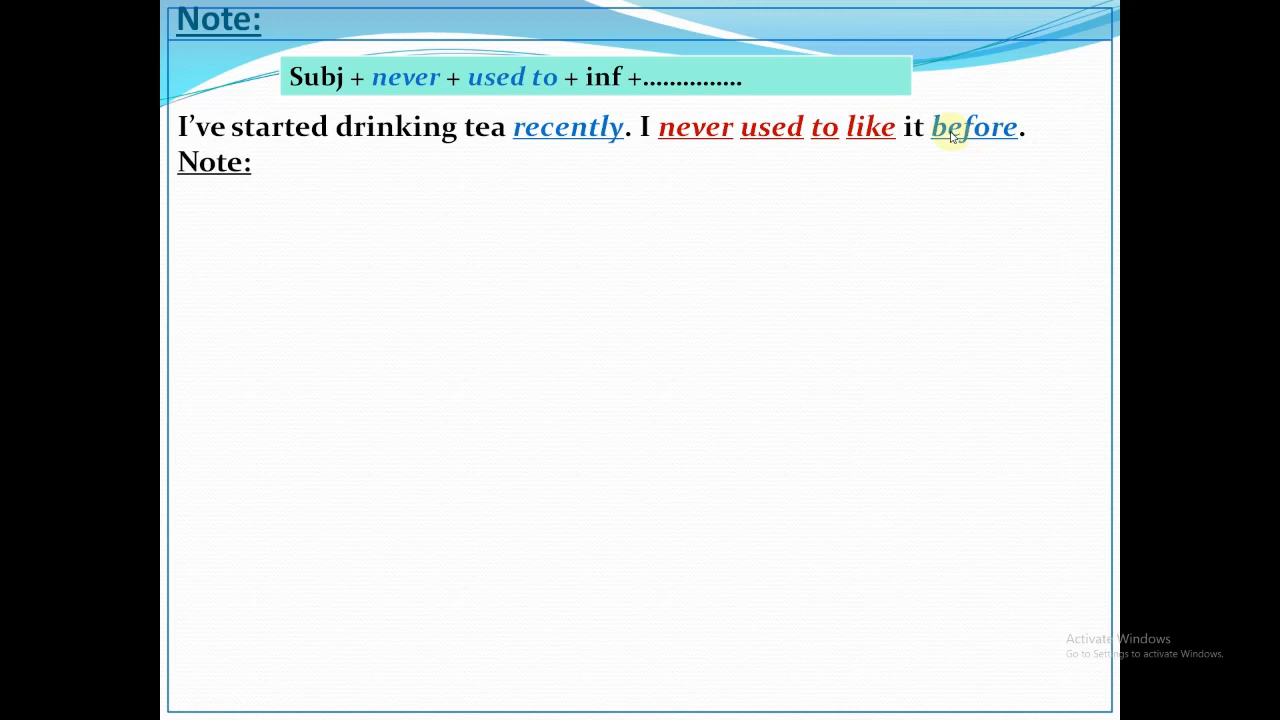 Note:
Subj + never + used to + inf +...............
I’ve started drinking tea recently. I never used to like it before.
Note:
Activate Windows
Go to Settings to activate Windows.